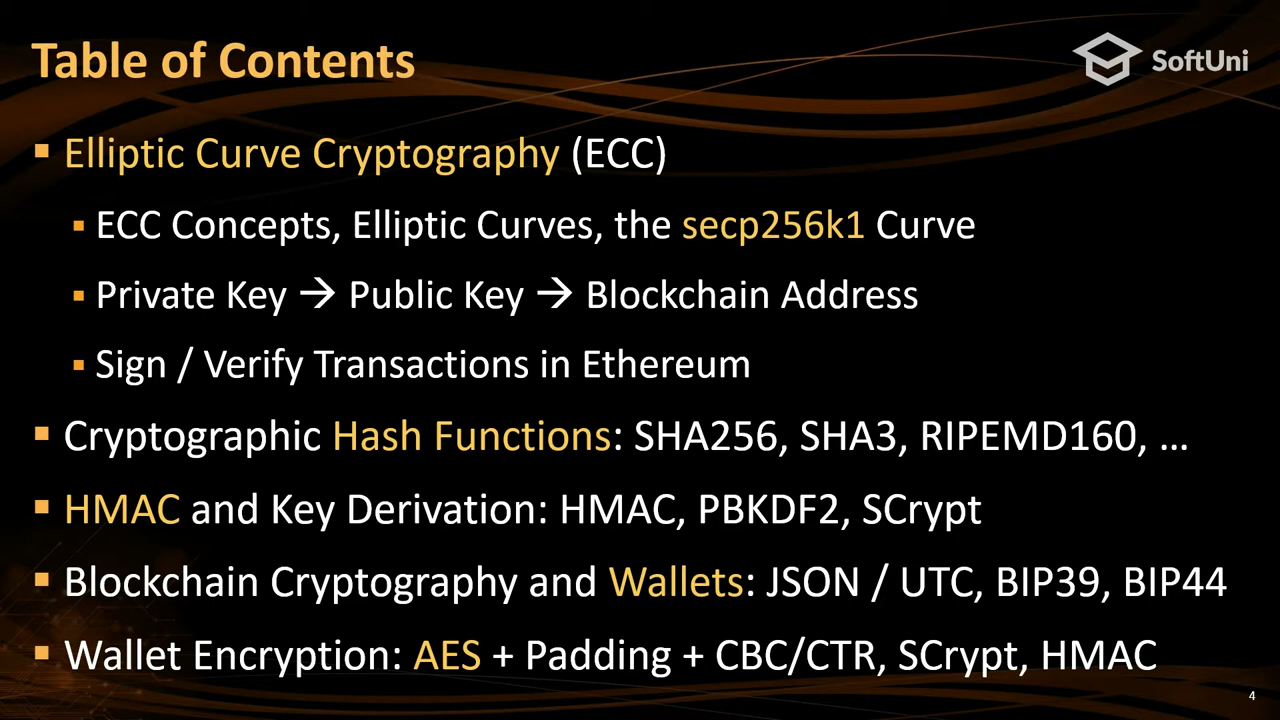 Table of Contents
SoftUni
▪ Elliptic Curve Cryptography (ECC)
▪ ECC Concepts, Elliptic Curves, the secp256k1 Curve
▪ Private Key → Public Key → Blockchain Address
▪ Sign / Verify Transactions in Ethereum
▪ Cryptographic Hash Functions: SHA256, SHA3, RIPEMD160, …
▪ HMAC and Key Derivation: HMAC, PBKDF2, SCrypt
▪ Blockchain Cryptography and Wallets: JSON / UTC, BIP39, BIP44
▪ Wallet Encryption: AES + Padding + CBC/CTR, SCrypt, HMAC
4